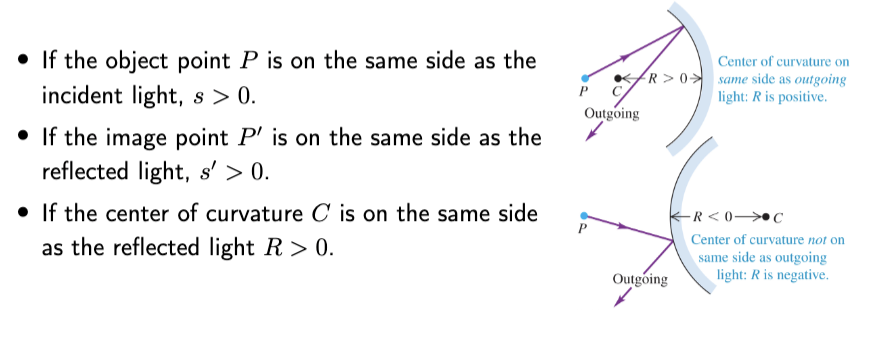 • If the object point P is on the same side as the
incident light, s > 0.
• If the image point P′ is on the same side as the
reflected light, s′ > 0.
• If the center of curvature C is on the same side
as the reflected light R > 0.
P
C
R > 0
Outgoing
Center of curvature on
same side as outgoing
light: R is positive.
P
R < 0
C
Outgoing
Center of curvature not on
same side as outgoing
light: R is negative.